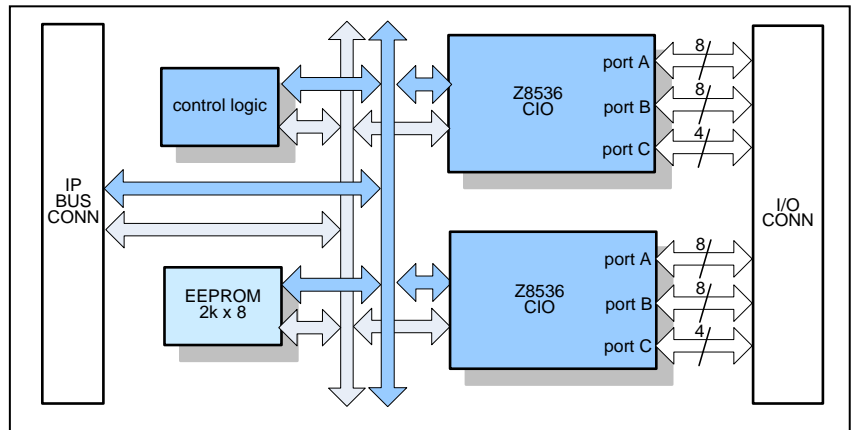 IP
BUS
CONN
control logic
EEPROM
2k x 8
Z8536
CIO
port A
port B
port C
8
8
4
Z8536
CIO
port A
port B
port C
8
8
4
I/O
CONN